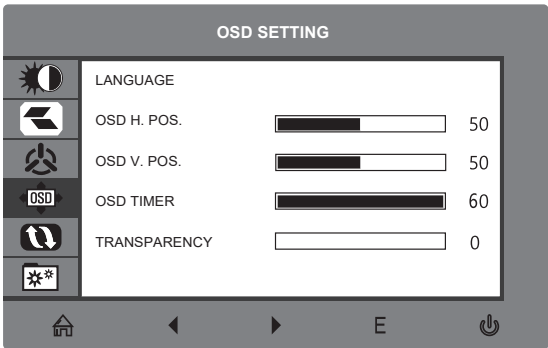 OSD SETTING
LANGUAGE
OSD H. POS. 50
OSD V. POS. 50
OSD
OSD TIMER 60
TRANSPARENCY 0
E